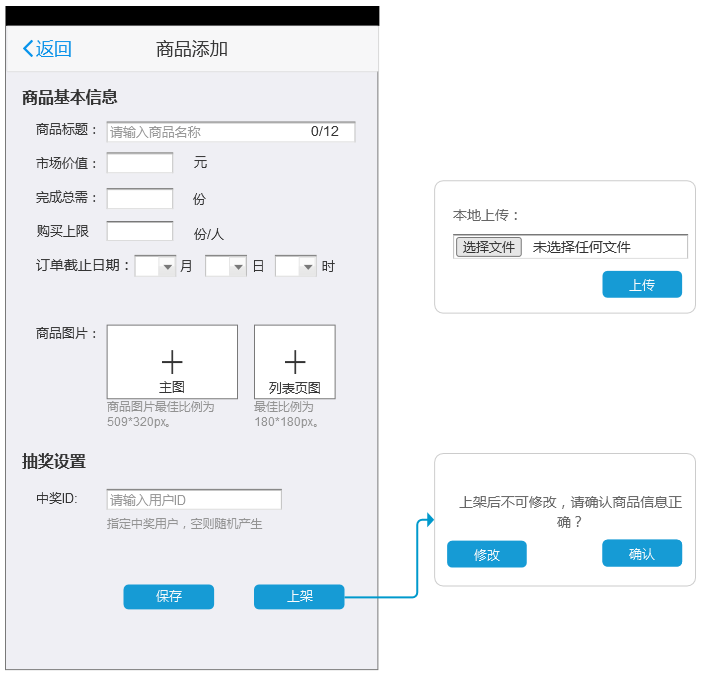 返回
商品添加
商品基本信息
商品标题：
请输入商品名称
0/12
市场价值：
元
完成总需：
份
购买上限
份/人
订单截止日期：
月
日
时
商品图片：
主图
列表页图
商品图片最佳比例为
509*320px。
最佳比例为
180*180px。
抽奖设置
中奖ID:
请输入用户ID
指定中奖用户，空则随机产生
保存
上架
本地上传：
选择文件
未选择任何文件
上传
上架后不可修改，请确认商品信息正
确？
修改
确认